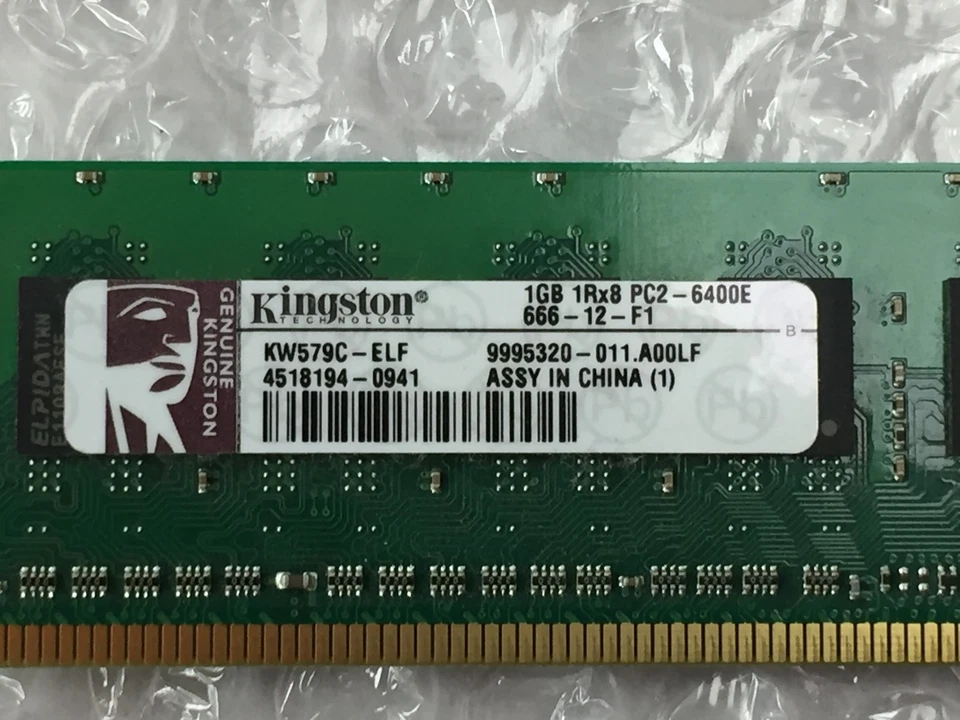 GENUINE
KINGSTON
Kingston®
TECHNOLOGY
1GB 1Rx8 PC2-6400E
666-12-F1
B
KW579C-ELF
9995320-011.A00LF
4518194-0941
ASSY IN CHINA (1)
ELPIDA